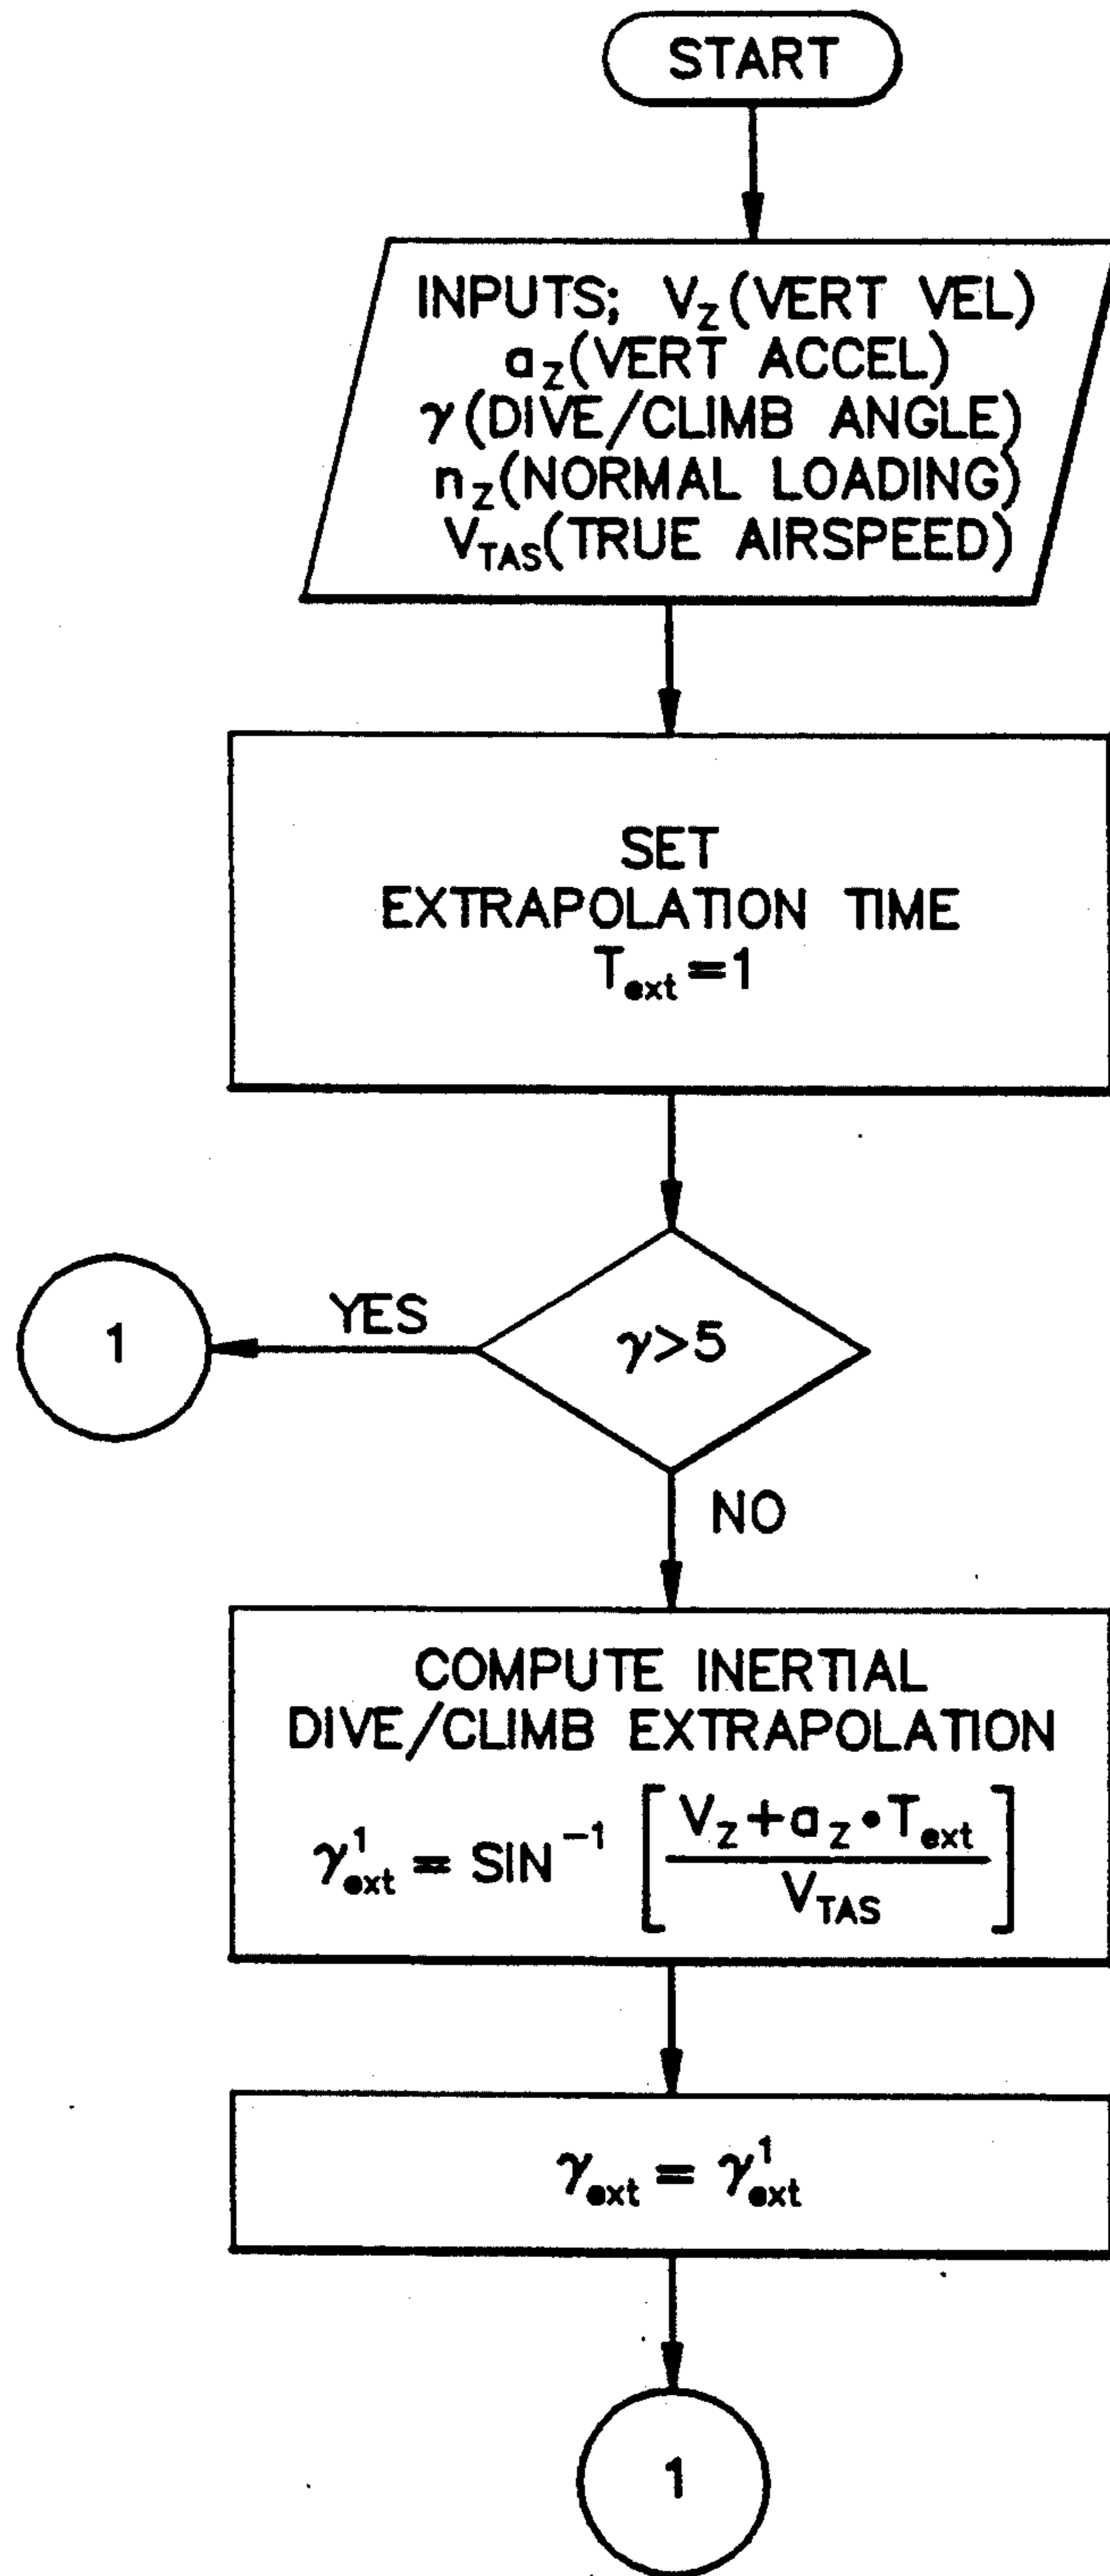 START
INPUTS; V_Z(VERT VEL)
a_Z(VERT ACCEL)
γ(DIVE/CLIMB ANGLE)
n_Z(NORMAL LOADING)
V_TAS(TRUE AIRSPEED)
SET
EXTRAPOLATION TIME
T_ext=1
1
YES
γ>5
NO
COMPUTE INERTIAL
DIVE/CLIMB EXTRAPOLATION
γ^1_ext = SIN^-1 [(V_Z+a_Z•T_ext)/V_TAS]
γ_ext = γ^1_ext
1